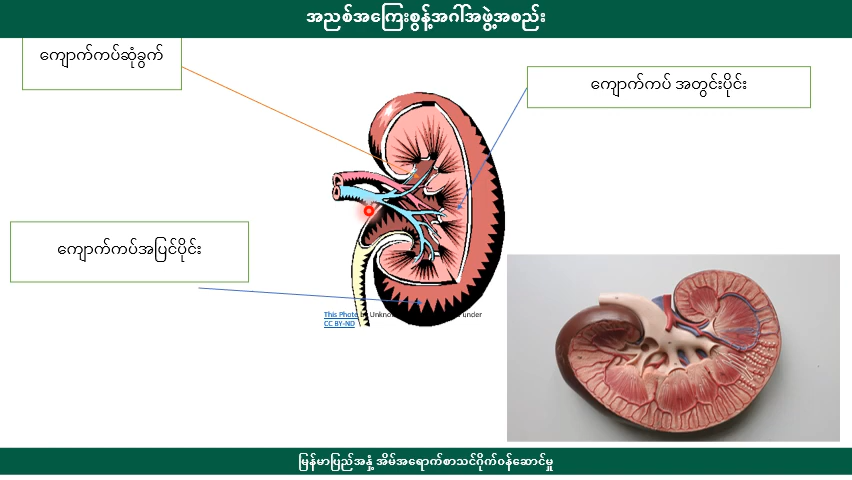 အညစ်အကြေးစွန့်အင်္ဂါအဖွဲ့အစည်း
ကျောက်ကပ်ဆုံခွက်
ကျောက်ကပ် အတွင်းပိုင်း
ကျောက်ကပ်အပြင်ပိုင်း
This Photo by Unkno under
CC BY-ND
မြန်မာပြည်အနှံ့ အိမ်အရောက်စာသင်ဂိုက်ဝန်ဆောင်မှု